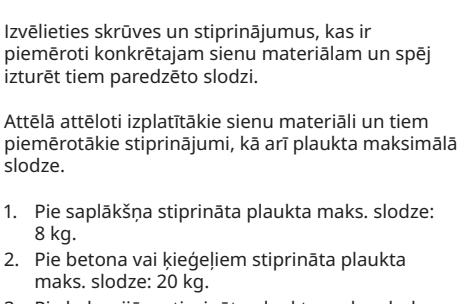 Izvēlieties skrūves un stiprinājumus, kas ir
piemēroti konkrētajam sienu materiālam un spēj
izturēt tiem paredzēto slodzi.
Attēlā attēloti izplatītākie sienu materiāli un tiem
piemērotākie stiprinājumi, kā arī plaukta maksimālā
slodze.
1. Pie saplākšņa stiprināta plaukta maks. slodze:
8 kg.
2. Pie betona vai ķieģeļiem stiprināta plaukta
maks. slodze: 20 kg.